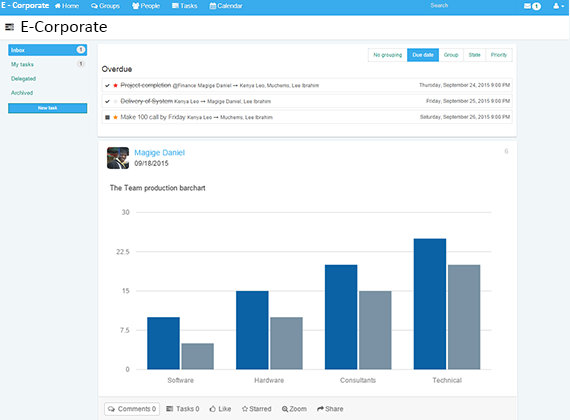 E - Corporate Home Groups People Tasks Calendar Search 1
E-Corporate
Inbox 1
My tasks 1
Delegated
Archived
New task
No grouping Due date Group State Priority
Overdue
Project completion @Finance Magige Daniel → Kenya Leo, Muchems, Lee Ibrahim Thursday, September 24, 2015 9:00 PM
Delivery of System Kenya Leo → Magige Daniel, Lee Ibrahim Friday, September 25, 2015 9:00 PM
Make 100 call by Friday Kenya Leo → Muchems, Lee Ibrahim Saturday, September 26, 2015 9:00 PM
Magige Daniel 6
09/18/2015
The Team production barchart
30
22.5
15
7.5
0
Software Hardware Consultants Technical
Comments 0 Tasks 0 Like Starred Zoom Share